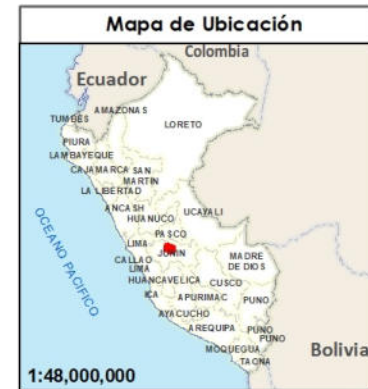 Mapa de Ubicación
Colombia
Ecuador
AMAZONAS
TUMBES
LORETO
PIURA
LAMBAYEQUE
CAJAMARCA
SAN
MARTIN
LA LIBERTAD
ANCASH
UCAYALI
HUANUCO
PASCO
LIMA
JUNIN
CALLAO
LIMA
MADRE
DE DIOS
HUANCAVELICA
CUSCO
ICA
APURIMAC
PUNO
AYACUCHO
AREQUIPA
PUNO
PUNO
MOQUEGUA
TACNA
OCEANO PACIFICO
Bolivia
1:48,000,000